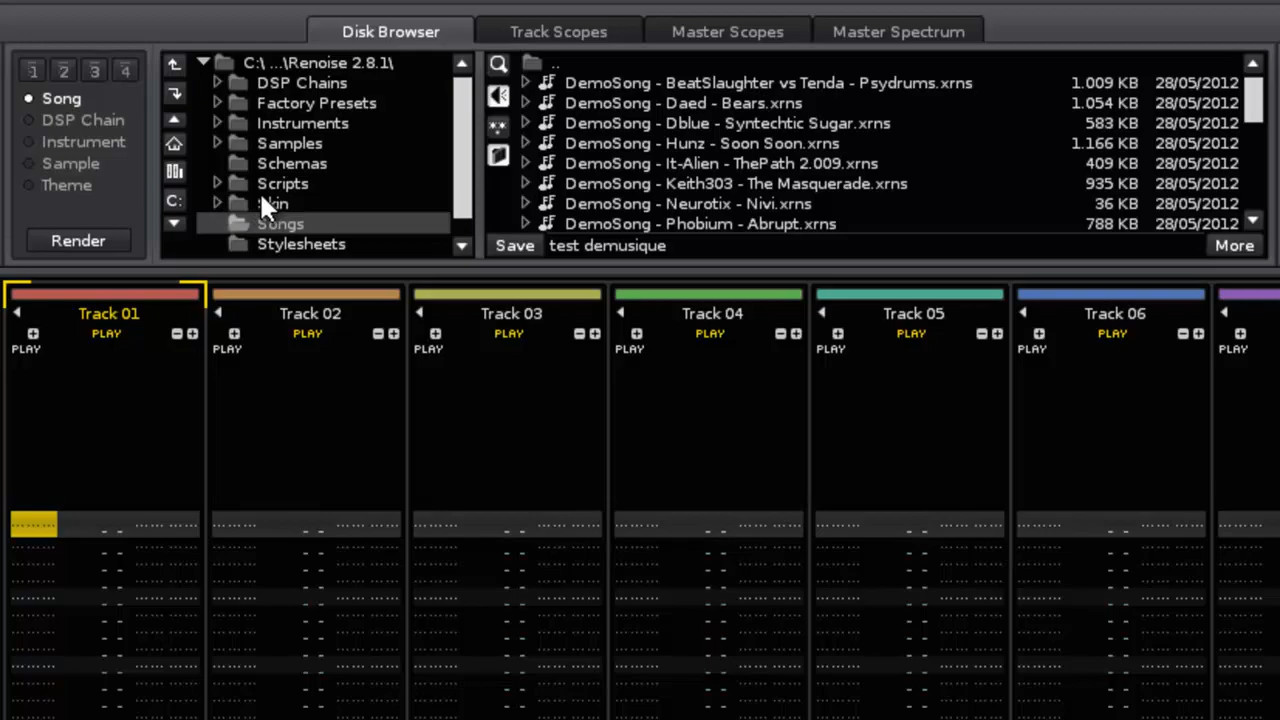 Disk Browser
Track Scopes
Master Scopes
Master Spectrum
1 2 3 4
Song
DSP Chain
Instrument
Sample
Theme
Render
C:
C:\ ...\Renoise 2.8.1\
DSP Chains
Factory Presets
Instruments
Samples
Schemas
Scripts
Songs
Stylesheets
..
DemoSong - BeatSlaughter vs Tenda - Psydrums.xrns 1.009 KB 28/05/2012
DemoSong - Daed - Bears.xrns 1.054 KB 28/05/2012
DemoSong - Dblue - Syntechtic Sugar.xrns 583 KB 28/05/2012
DemoSong - Hunz - Soon Soon.xrns 1.166 KB 28/05/2012
DemoSong - It-Alien - ThePath 2.009.xrns 409 KB 28/05/2012
DemoSong - Keith303 - The Masquerade.xrns 935 KB 28/05/2012
DemoSong - Neurotix - Nivi.xrns 36 KB 28/05/2012
DemoSong - Phobium - Abrupt.xrns 788 KB 28/05/2012
Save test demusique More
Track 01 Track 02 Track 03 Track 04 Track 05 Track 06
PLAY PLAY PLAY PLAY PLAY PLAY
PLAY PLAY PLAY PLAY PLAY PLAY PLAY